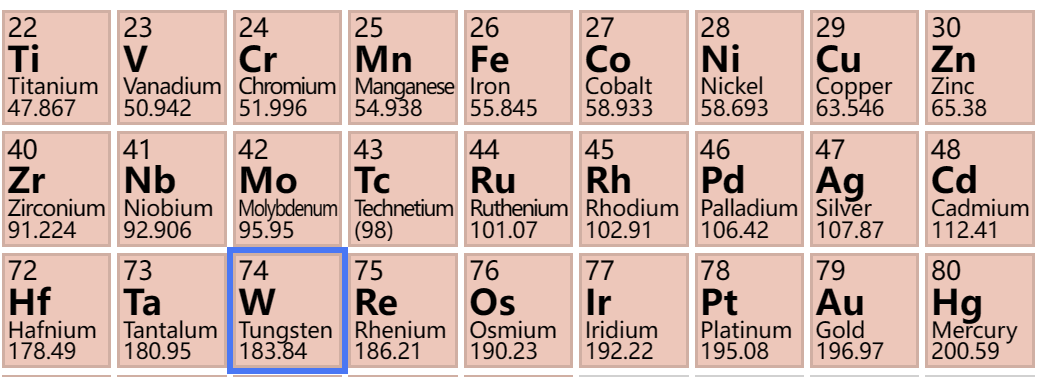 22 23 24 25 26 27 28 29 30
Ti V Cr Mn Fe Co Ni Cu Zn
Titanium Vanadium Chromium Manganese Iron Cobalt Nickel Copper Zinc
47.867 50.942 51.996 54.938 55.845 58.933 58.693 63.546 65.38
40 41 42 43 44 45 46 47 48
Zr Nb Mo Tc Ru Rh Pd Ag Cd
Zirconium Niobium Molybdenum Technetium Ruthenium Rhodium Palladium Silver Cadmium
91.224 92.906 95.95 (98) 101.07 102.91 106.42 107.87 112.41
72 73 74 75 76 77 78 79 80
Hf Ta W Re Os Ir Pt Au Hg
Hafnium Tantalum Tungsten Rhenium Osmium Iridium Platinum Gold Mercury
178.49 180.95 183.84 186.21 190.23 192.22 195.08 196.97 200.59